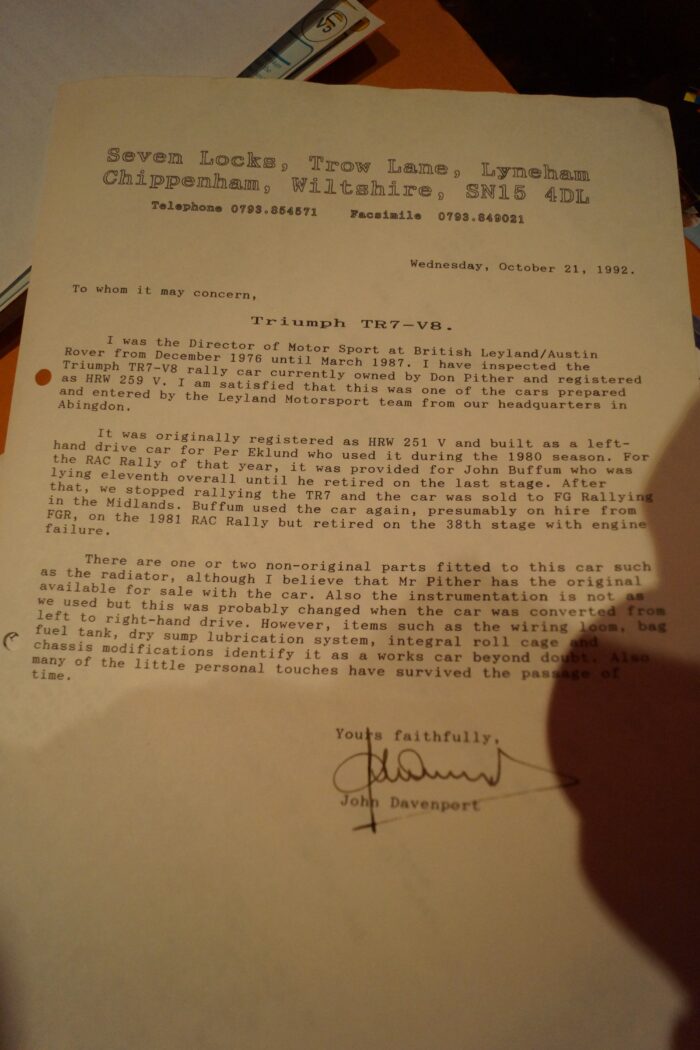 Seven Locks, Trow Lane, Lyneham
Chippenham, Wiltshire, SN15 4DL
Telephone 0793.854571 Facsimile 0793.849021
Wednesday, October 21, 1992.
To whom it may concern,
Triumph TR7-V8.
I was the Director of Motor Sport at British Leyland/Austin
Rover from December 1976 until March 1987. I have inspected the
Triumph TR7-V8 rally car currently owned by Don Pither and registered
as HRW 259 V. I am satisfied that this was one of the cars prepared
and entered by the Leyland Motorsport team from our headquarters in
Abingdon.
It was originally registered as HRW 251 V and built as a left-
hand drive car for Per Eklund who used it during the 1980 season. For
the RAC Rally of that year, it was provided for John Buffum who was
lying eleventh overall until he retired on the last stage. After
that, we stopped rallying the TR7 and the car was sold to FG Rallying
in the Midlands. Buffum used the car again, presumably on hire from
FGR, on the 1981 RAC Rally but retired on the 38th stage with engine
failure.
There are one or two non-original parts fitted to this car such
as the radiator, although I believe that Mr Pither has the original
available for sale with the car. Also the instrumentation is not as
we used but this was probably changed when the car was converted from
left to right-hand drive. However, items such as the wiring loom, bag
fuel tank, dry sump lubrication system, integral roll cage and
chassis modifications identify it as a works car beyond doubt. Also
many of the little personal touches have survived the passage of
time.
Yours faithfully,
John Davenport